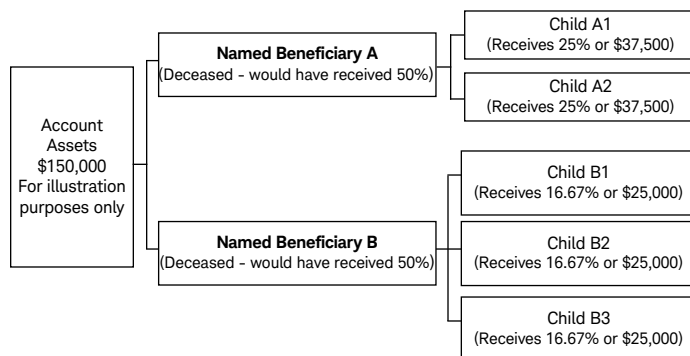 Account
Assets
$150,000
For illustration
purposes only
Named Beneficiary A
(Deceased - would have received 50%)
Child A1
(Receives 25% or $37,500)
Child A2
(Receives 25% or $37,500)
Named Beneficiary B
(Deceased - would have received 50%)
Child B1
(Receives 16.67% or $25,000)
Child B2
(Receives 16.67% or $25,000)
Child B3
(Receives 16.67% or $25,000)